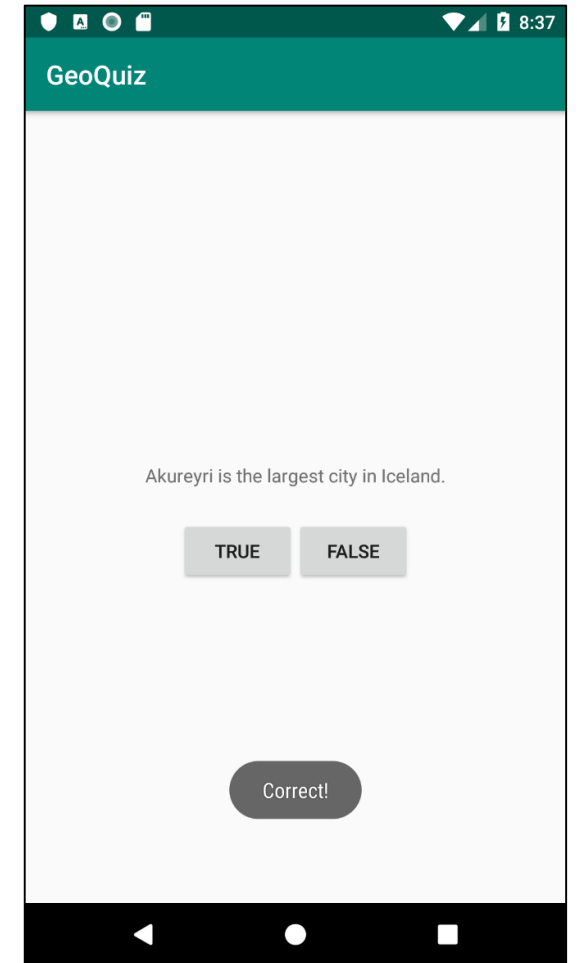 8:37
GeoQuiz
Akureyri is the largest city in Iceland.
TRUE FALSE
Correct!